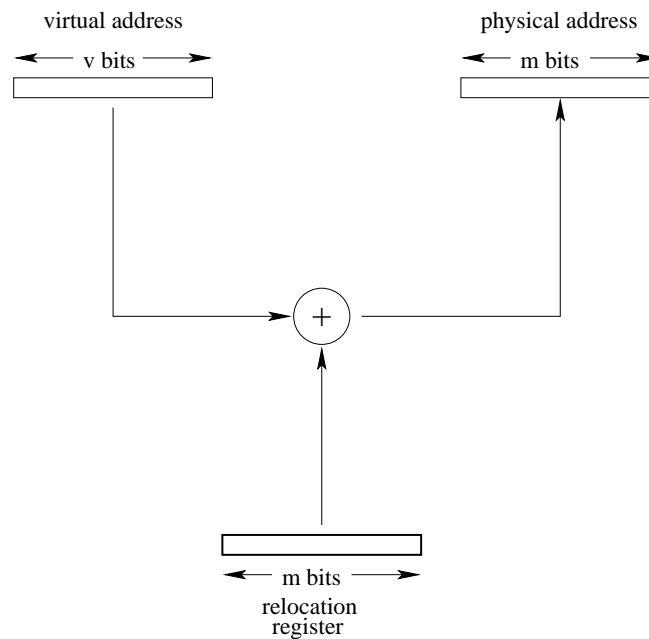 virtual address
v bits
physical address
m bits
+
m bits
relocation
register